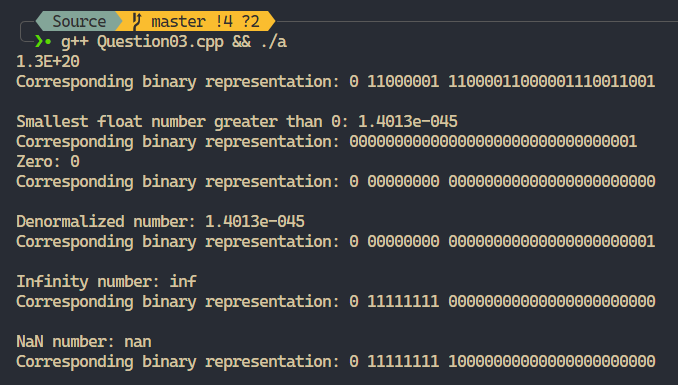 Source master !4 ?2
g++ Question03.cpp && ./a
1.3E+20
Corresponding binary representation: 0 11000001 11000011000001110011001

Smallest float number greater than 0: 1.4013e-045
Corresponding binary representation: 00000000000000000000000000000001
Zero: 0
Corresponding binary representation: 0 00000000 00000000000000000000000

Denormalized number: 1.4013e-045
Corresponding binary representation: 0 00000000 00000000000000000000001

Infinity number: inf
Corresponding binary representation: 0 11111111 00000000000000000000000

NaN number: nan
Corresponding binary representation: 0 11111111 10000000000000000000000